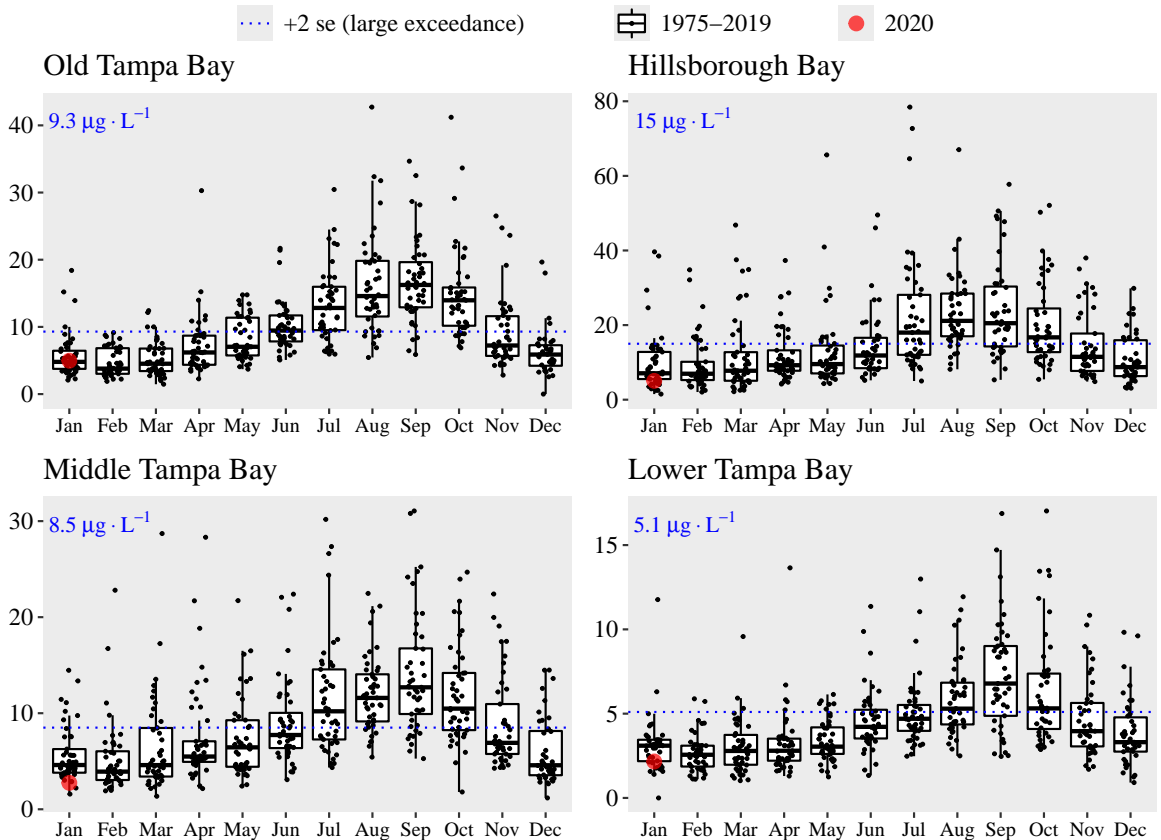 +2 se (large exceedance) 1975−2019 2020
Old Tampa Bay
9.3 μg⋅L⁻¹
40
30
20
10
0
Jan Feb Mar Apr May Jun Jul Aug Sep Oct Nov Dec
Hillsborough Bay
15 μg⋅L⁻¹
80
60
40
20
0
Jan Feb Mar Apr May Jun Jul Aug Sep Oct Nov Dec
Middle Tampa Bay
8.5 μg⋅L⁻¹
30
20
10
0
Jan Feb Mar Apr May Jun Jul Aug Sep Oct Nov Dec
Lower Tampa Bay
5.1 μg⋅L⁻¹
15
10
5
0
Jan Feb Mar Apr May Jun Jul Aug Sep Oct Nov Dec